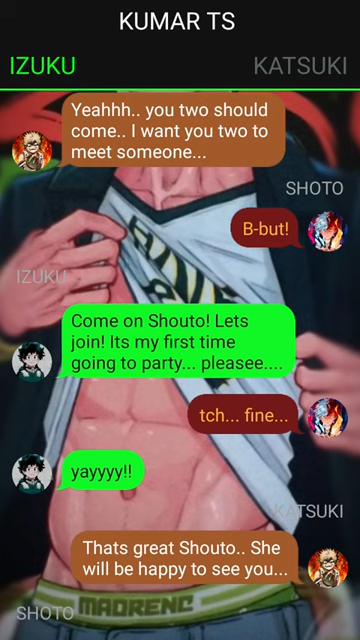 KUMAR TS
IZUKU
KATSUKI
Yeahhh.. you two should
come.. I want you two to
meet someone...
SHOTO
B-but!
IZUKU
Come on Shouto! Lets
join! Its my first time
going to party... pleasee....
tch... fine...
yayyyy!!
KATSUKI
Thats great Shouto.. She
will be happy to see you...
SHOTO
MADRENC